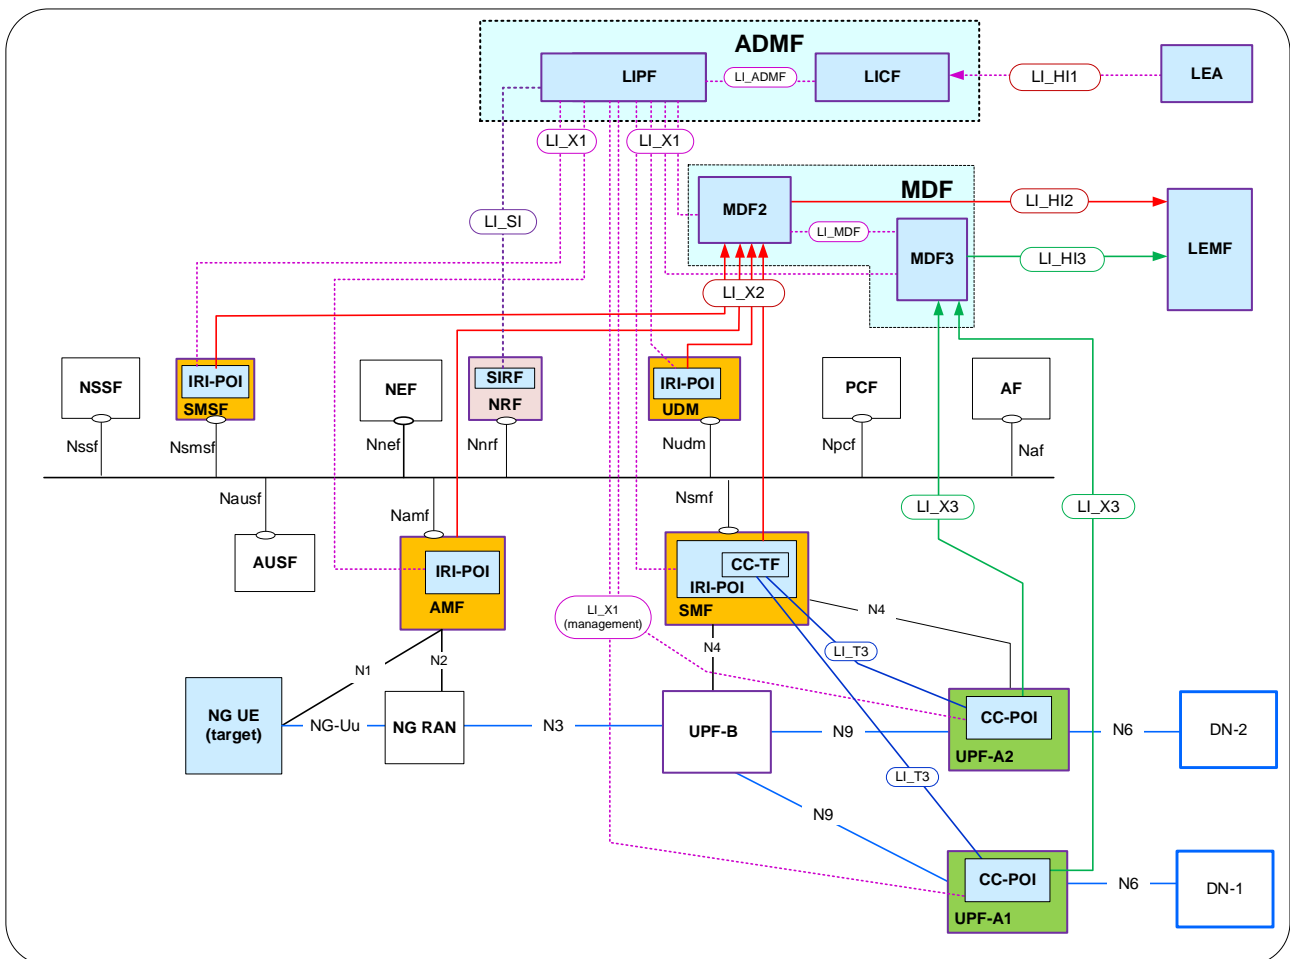 ADMF
LIPF
LI_ADMF
LICF
LI_HI1
LEA
LI_X1
LI_X1
MDF
MDF2
LI_HI2
LI_SI
LI_MDF
LEMF
MDF3
LI_HI3
LI_X2
NSSF
IRI-POI
SMSF
NEF
SIRF
NRF
IRI-POI
UDM
PCF
AF
Nssf
Nsmsf
Nnef
Nnrf
Nudm
Npcf
Naf
Nausf
Namf
Nsmf
LI_X3
LI_X3
AUSF
IRI-POI
AMF
CC-TF
IRI-POI
SMF
LI_X1
(management)
N4
N1
N2
N4
LI_T3
NG UE
(target)
NG-Uu
NG RAN
N3
UPF-B
N9
CC-POI
UPF-A2
N6
DN-2
LI_T3
N9
CC-POI
UPF-A1
N6
DN-1